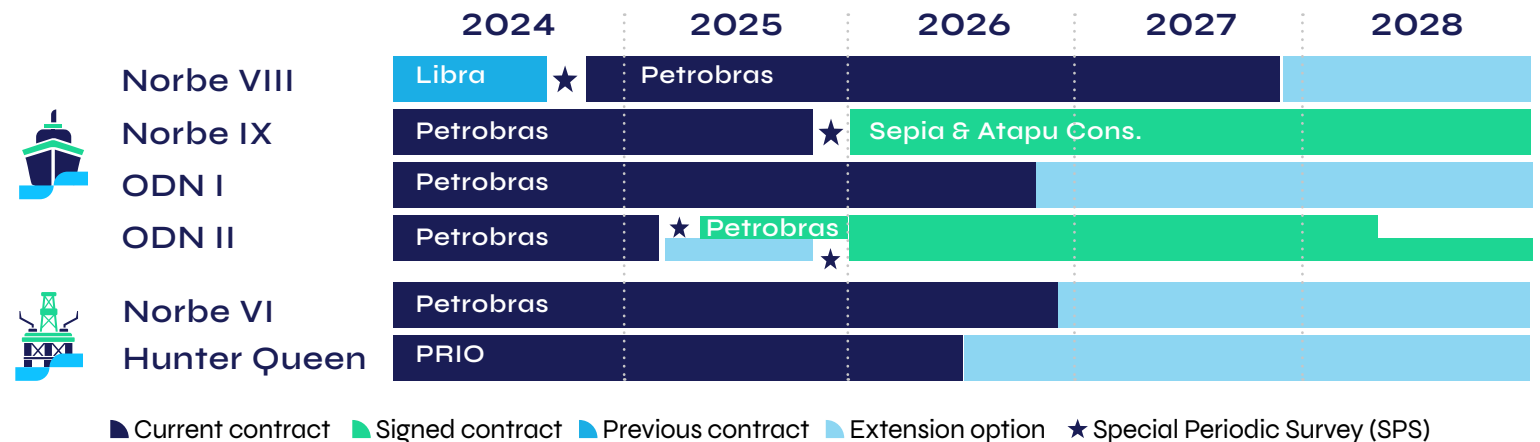 2024 2025 2026 2027 2028
Norbe VIII Libra ★ Petrobras
Norbe IX Petrobras ★ Sepia & Atapu Cons.
ODN I Petrobras
ODN II Petrobras ★ Petrobras ★
Norbe VI Petrobras
Hunter Queen PRIO
Current contract Signed contract Previous contract Extension option ★ Special Periodic Survey (SPS)